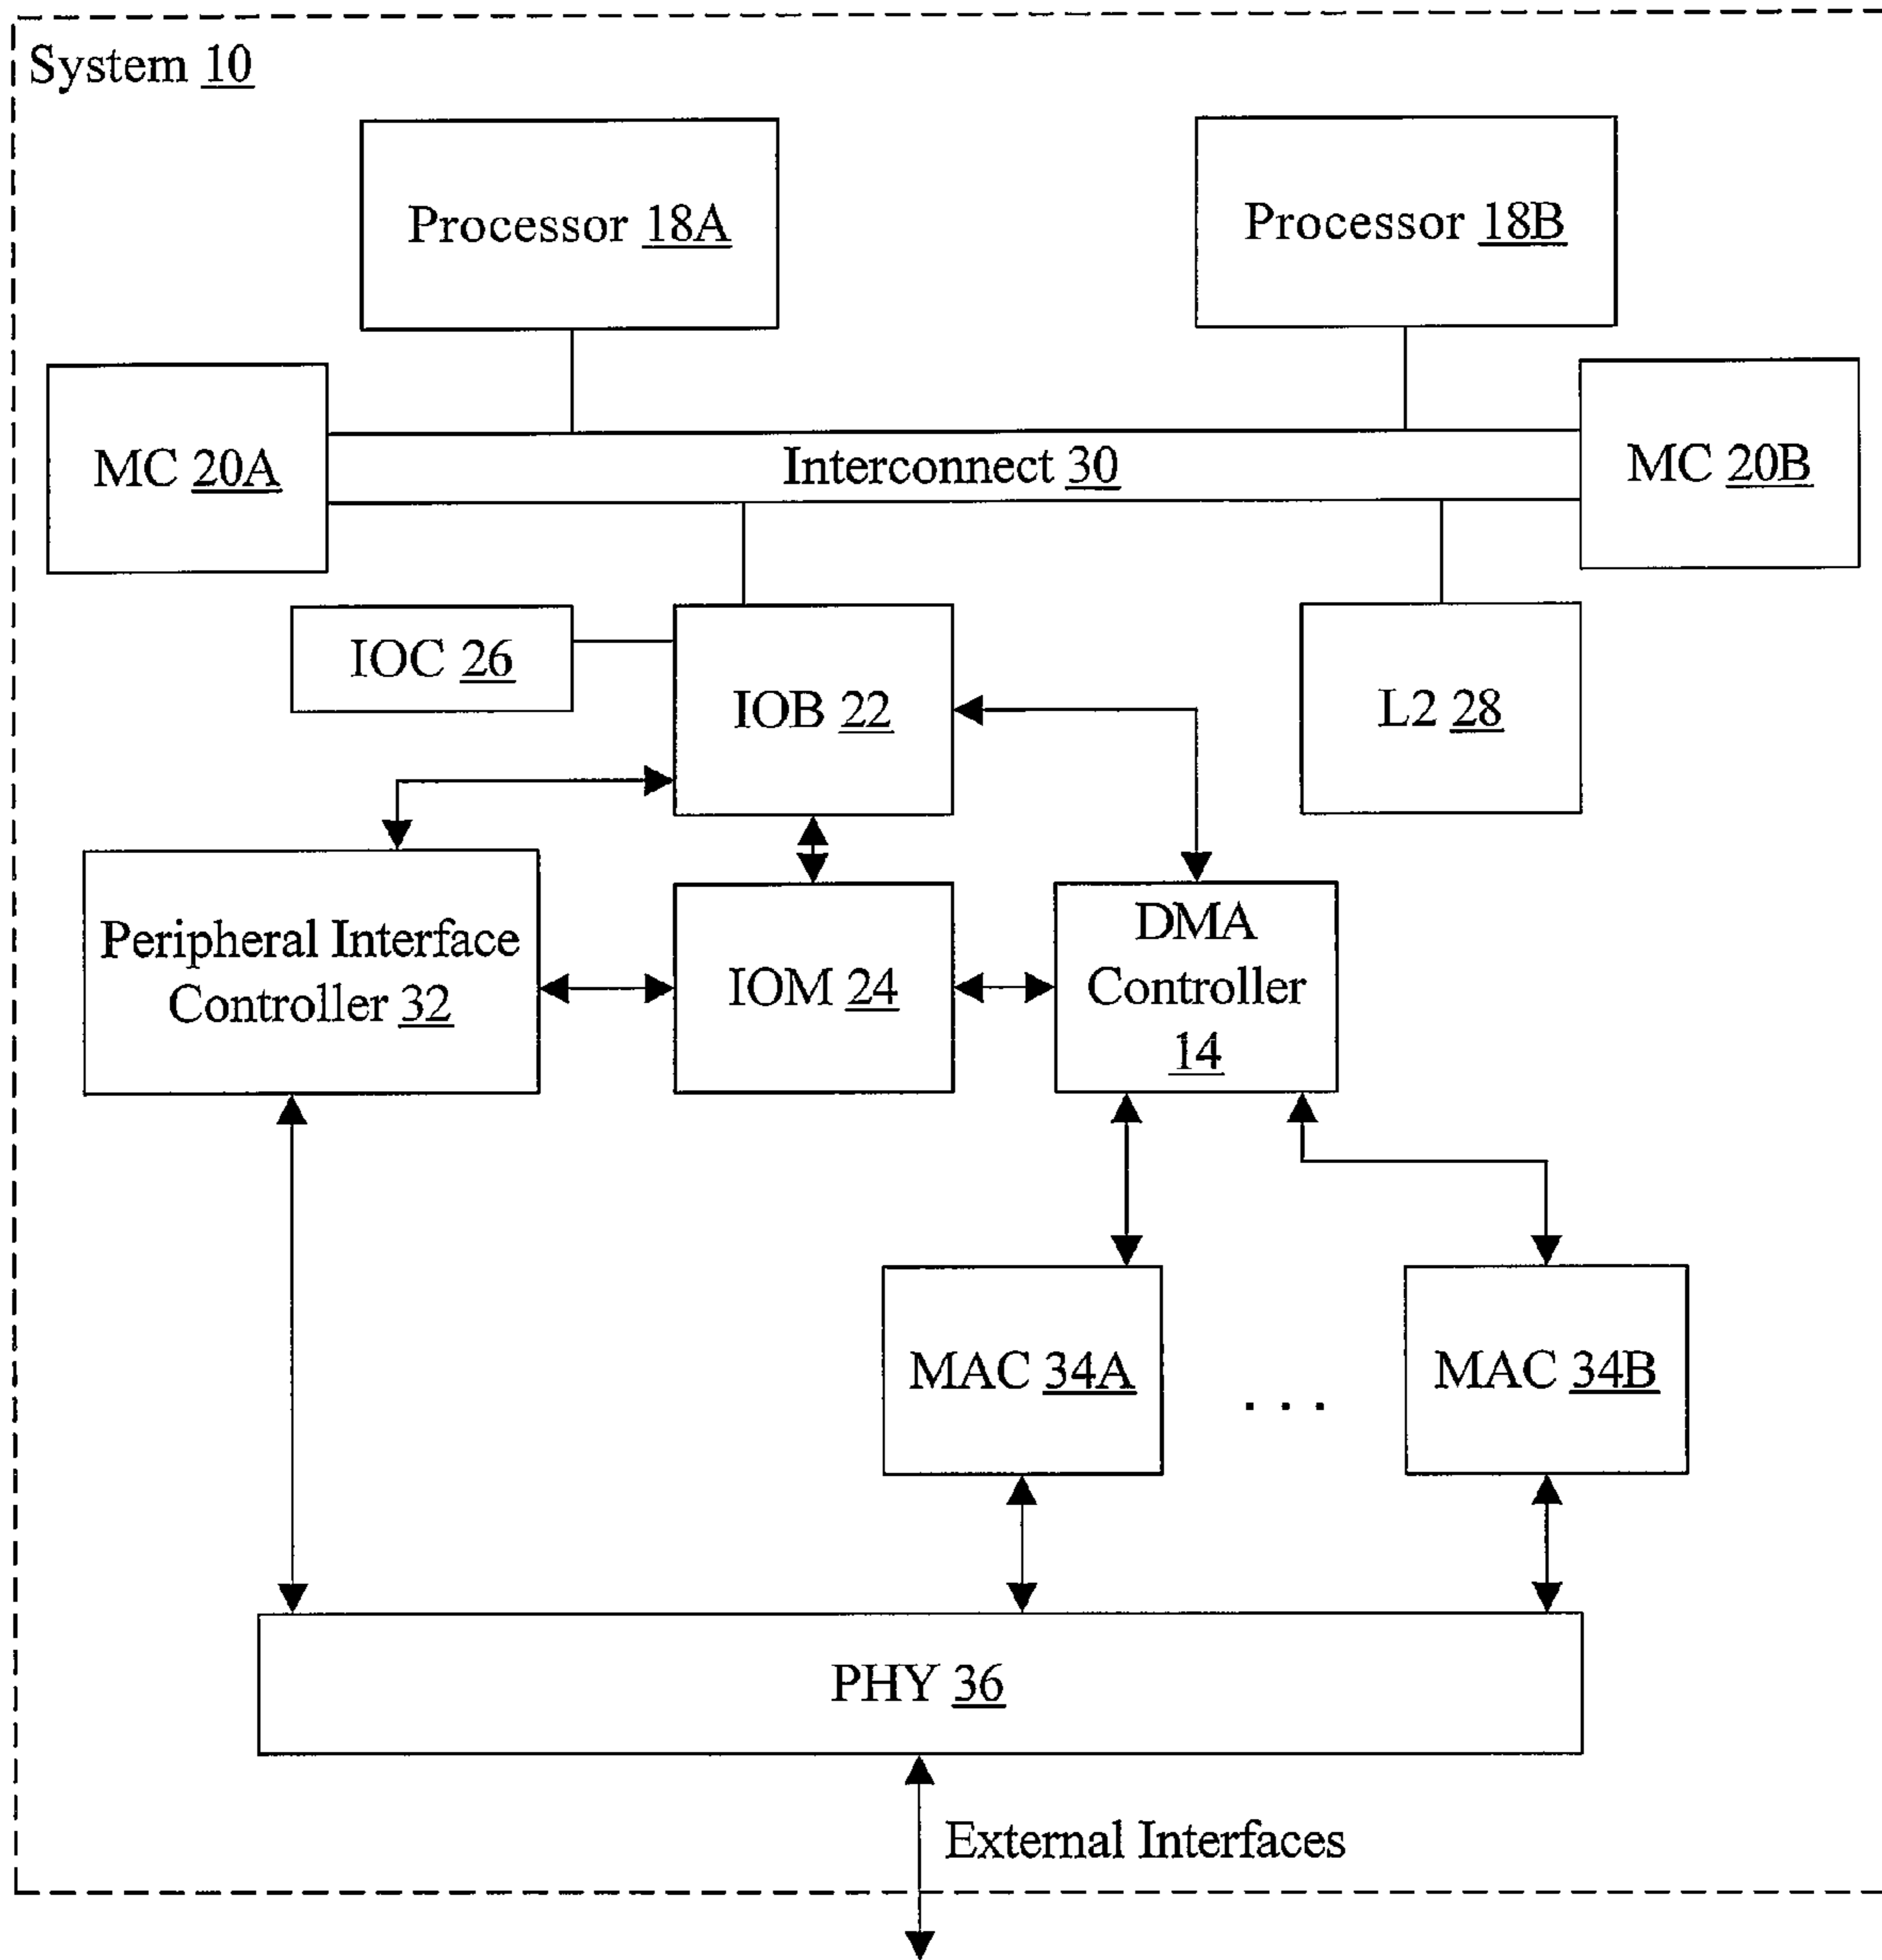 System 10
Processor 18A
Processor 18B
MC 20A
Interconnect 30
MC 20B
IOC 26
IOB 22
L2 28
Peripheral Interface
Controller 32
IOM 24
DMA
Controller
14
MAC 34A
. . .
MAC 34B
PHY 36
External Interfaces